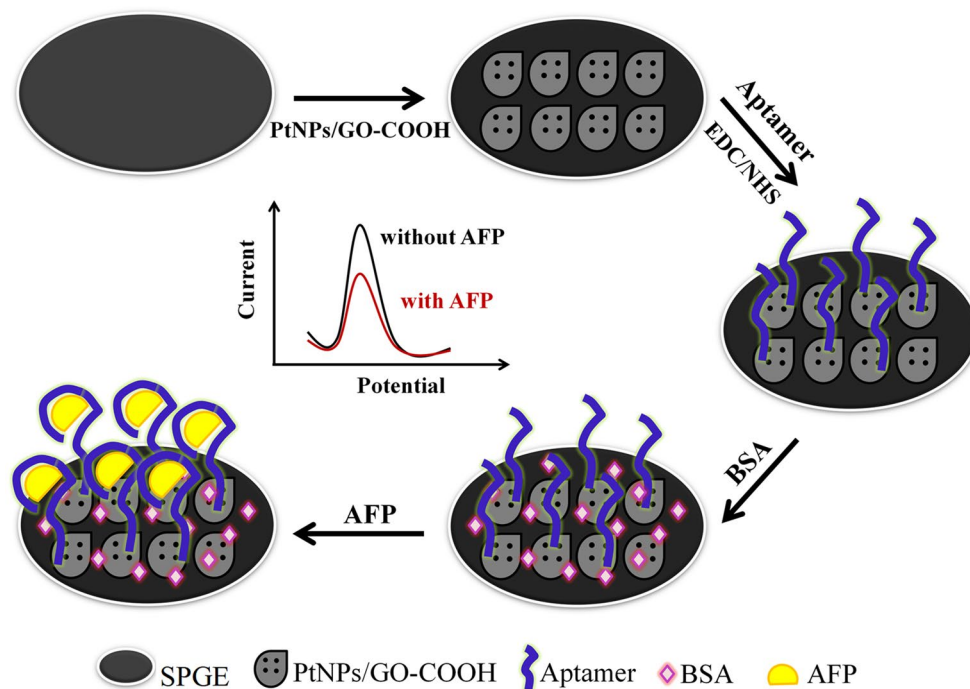 PtNPs/GO-COOH
Aptamer
EDC/NHS
Current
without AFP
with AFP
Potential
BSA
AFP
SPGE
PtNPs/GO-COOH
Aptamer
BSA
AFP